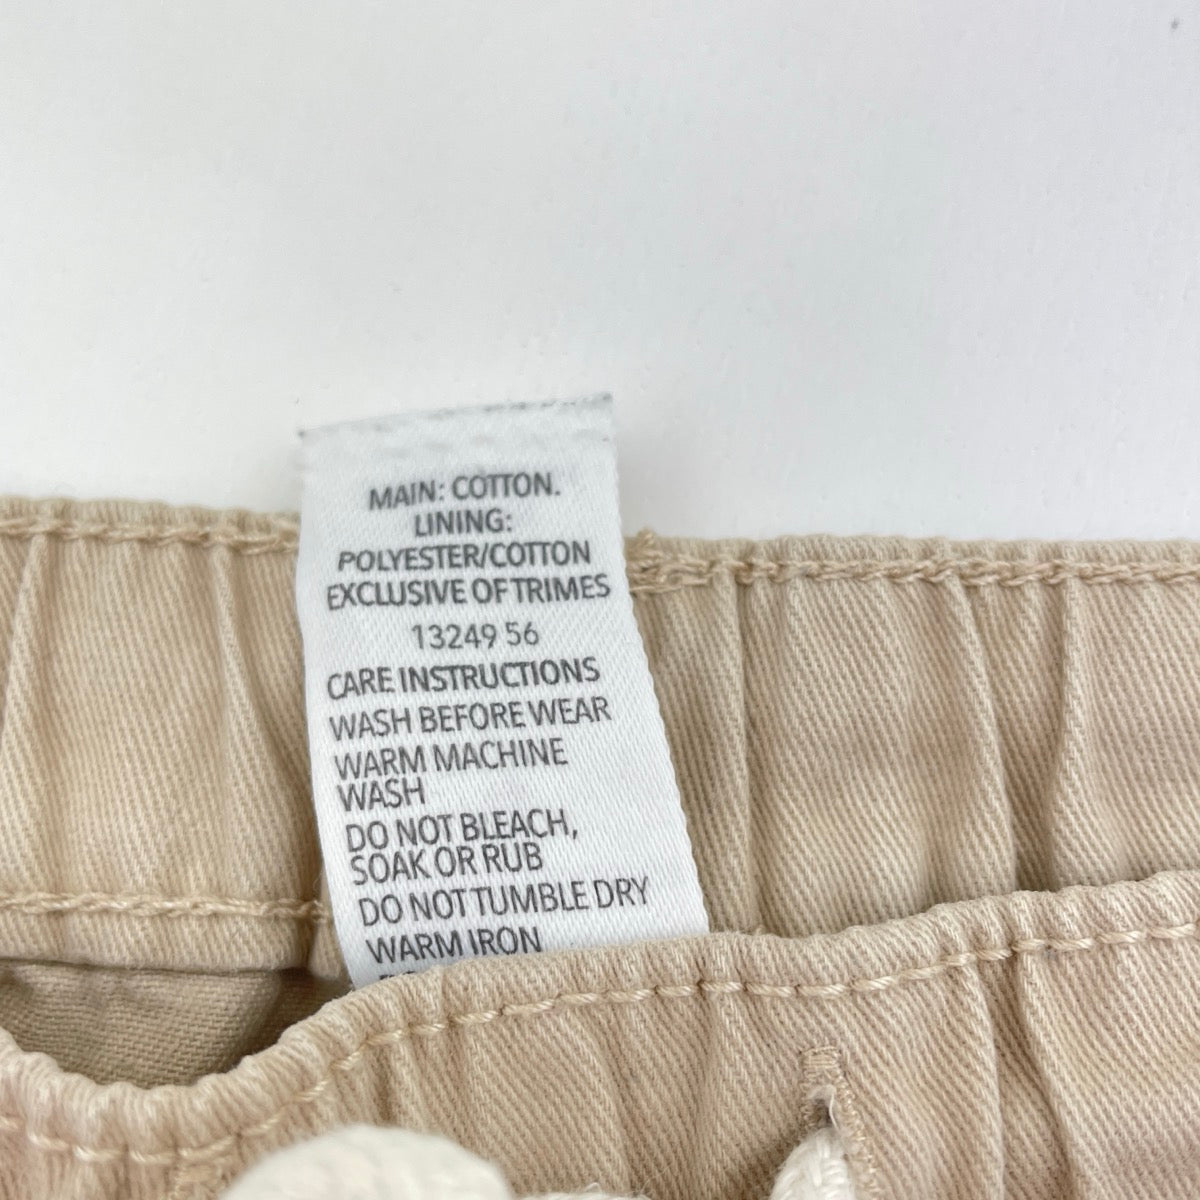 MAIN: COTTON.
LINING:
POLYESTER/COTTON
EXCLUSIVE OF TRIMES
13249 56
CARE INSTRUCTIONS
WASH BEFORE WEAR
WARM MACHINE
WASH
DO NOT BLEACH,
SOAK OR RUB
DO NOT TUMBLE DRY
WARM IRON